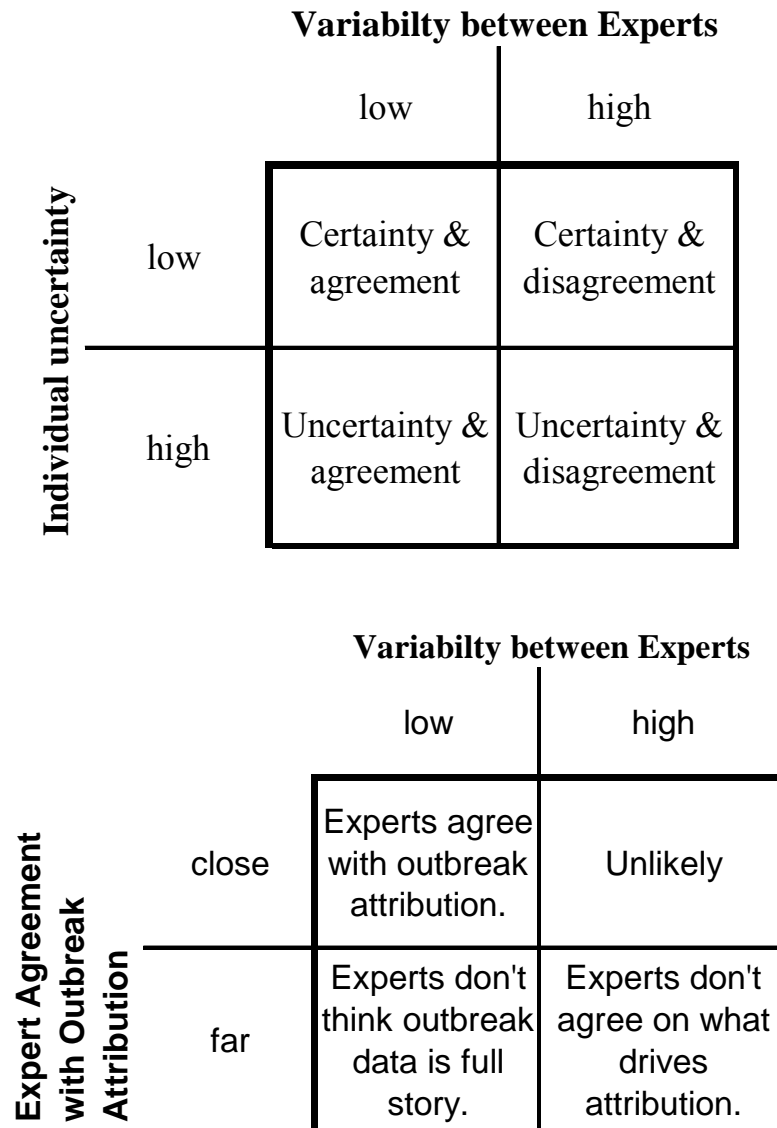 Variabilty between Experts
low high
Individual uncertainty
low
Certainty &
agreement
Certainty &
disagreement
high
Uncertainty &
agreement
Uncertainty &
disagreement
Variabilty between Experts
low high
Expert Agreement
with Outbreak
Attribution
close
Experts agree
with outbreak
attribution.
Unlikely
far
Experts don't
think outbreak
data is full
story.
Experts don't
agree on what
drives
attribution.